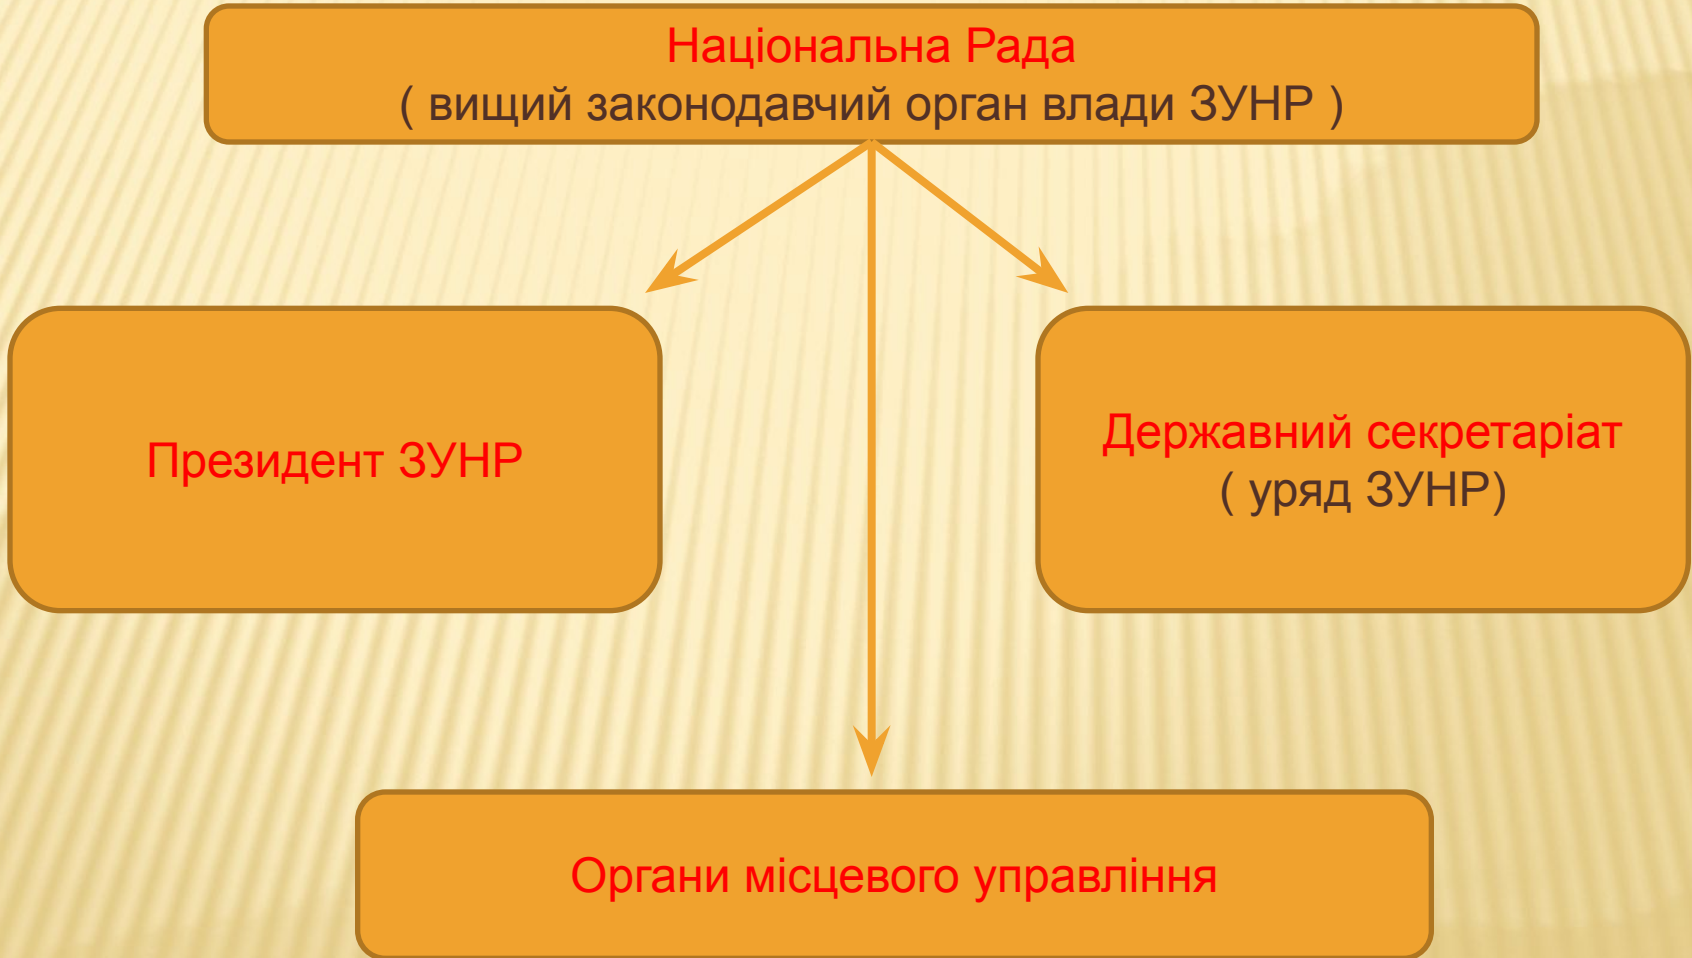 Національна Рада
( вищий законодавчий орган влади ЗУНР )
Президент ЗУНР
Державний секретаріат
( уряд ЗУНР)
Органи місцевого управління